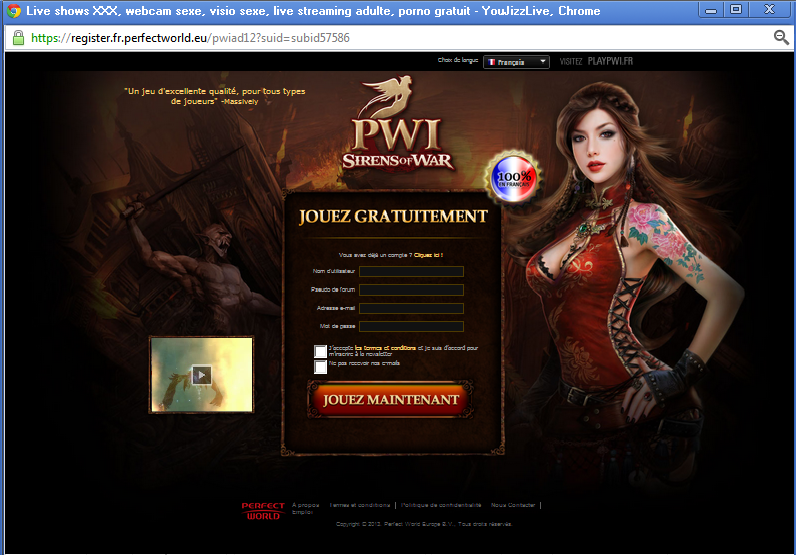 Live shows XXX, webcam sexe, visio sexe, live streaming adulte, porno gratuit - YouJizzLive, Chrome
https://register.fr.perfectworld.eu/pwiad12?suid=subid57586
Choix de langue Français VISITEZ PLAYPWI.FR
"Un jeu d'excellente qualité, pour tous types
de joueurs" -Massively
PWI
SIRENS OF WAR
100%
EN FRANÇAIS
JOUEZ GRATUITEMENT
Vous avez déjà un compte ? Cliquez ici !
Nom d'utilisateur
Pseudo de forum
Adresse e-mail
Mot de passe
J'accepte les termes et conditions et je suis d'accord pour
m'inscrire à la newsletter
Ne pas recevoir nos e-mails
JOUEZ MAINTENANT
PERFECT
WORLD
À propos
Emploi
Termes et conditions | Politique de confidentialité Nous Contacter |
Copyright © 2013. Perfect World Europe B.V., Tous droits réservés